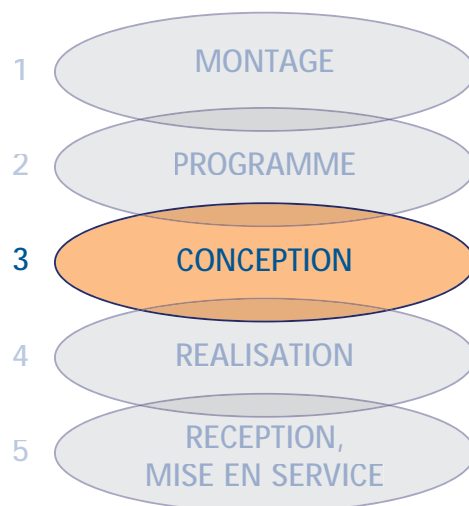 1 MONTAGE
2 PROGRAMME
3 CONCEPTION
4 REALISATION
5 RECEPTION,
MISE EN SERVICE